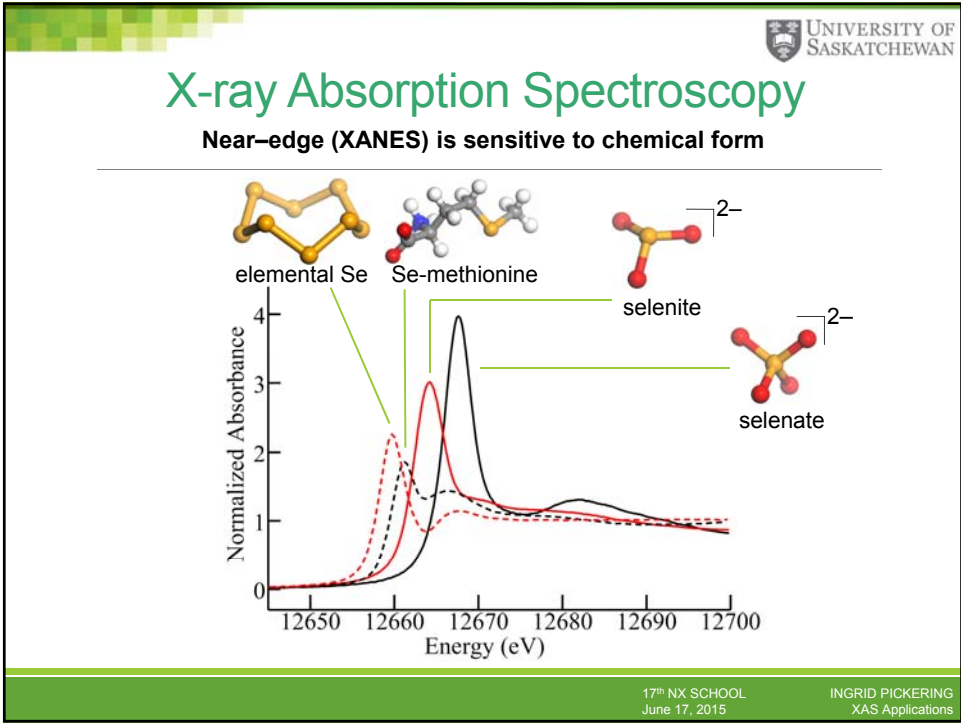 UNIVERSITY OF
SASKATCHEWAN
X-ray Absorption Spectroscopy
Near–edge (XANES) is sensitive to chemical form
elemental Se
Se-methionine
2–
selenite
2–
selenate
Normalized Absorbance
4
3
2
1
0
12650 12660 12670 12680 12690 12700
Energy (eV)
17th NX SCHOOL
June 17, 2015
INGRID PICKERING
XAS Applications